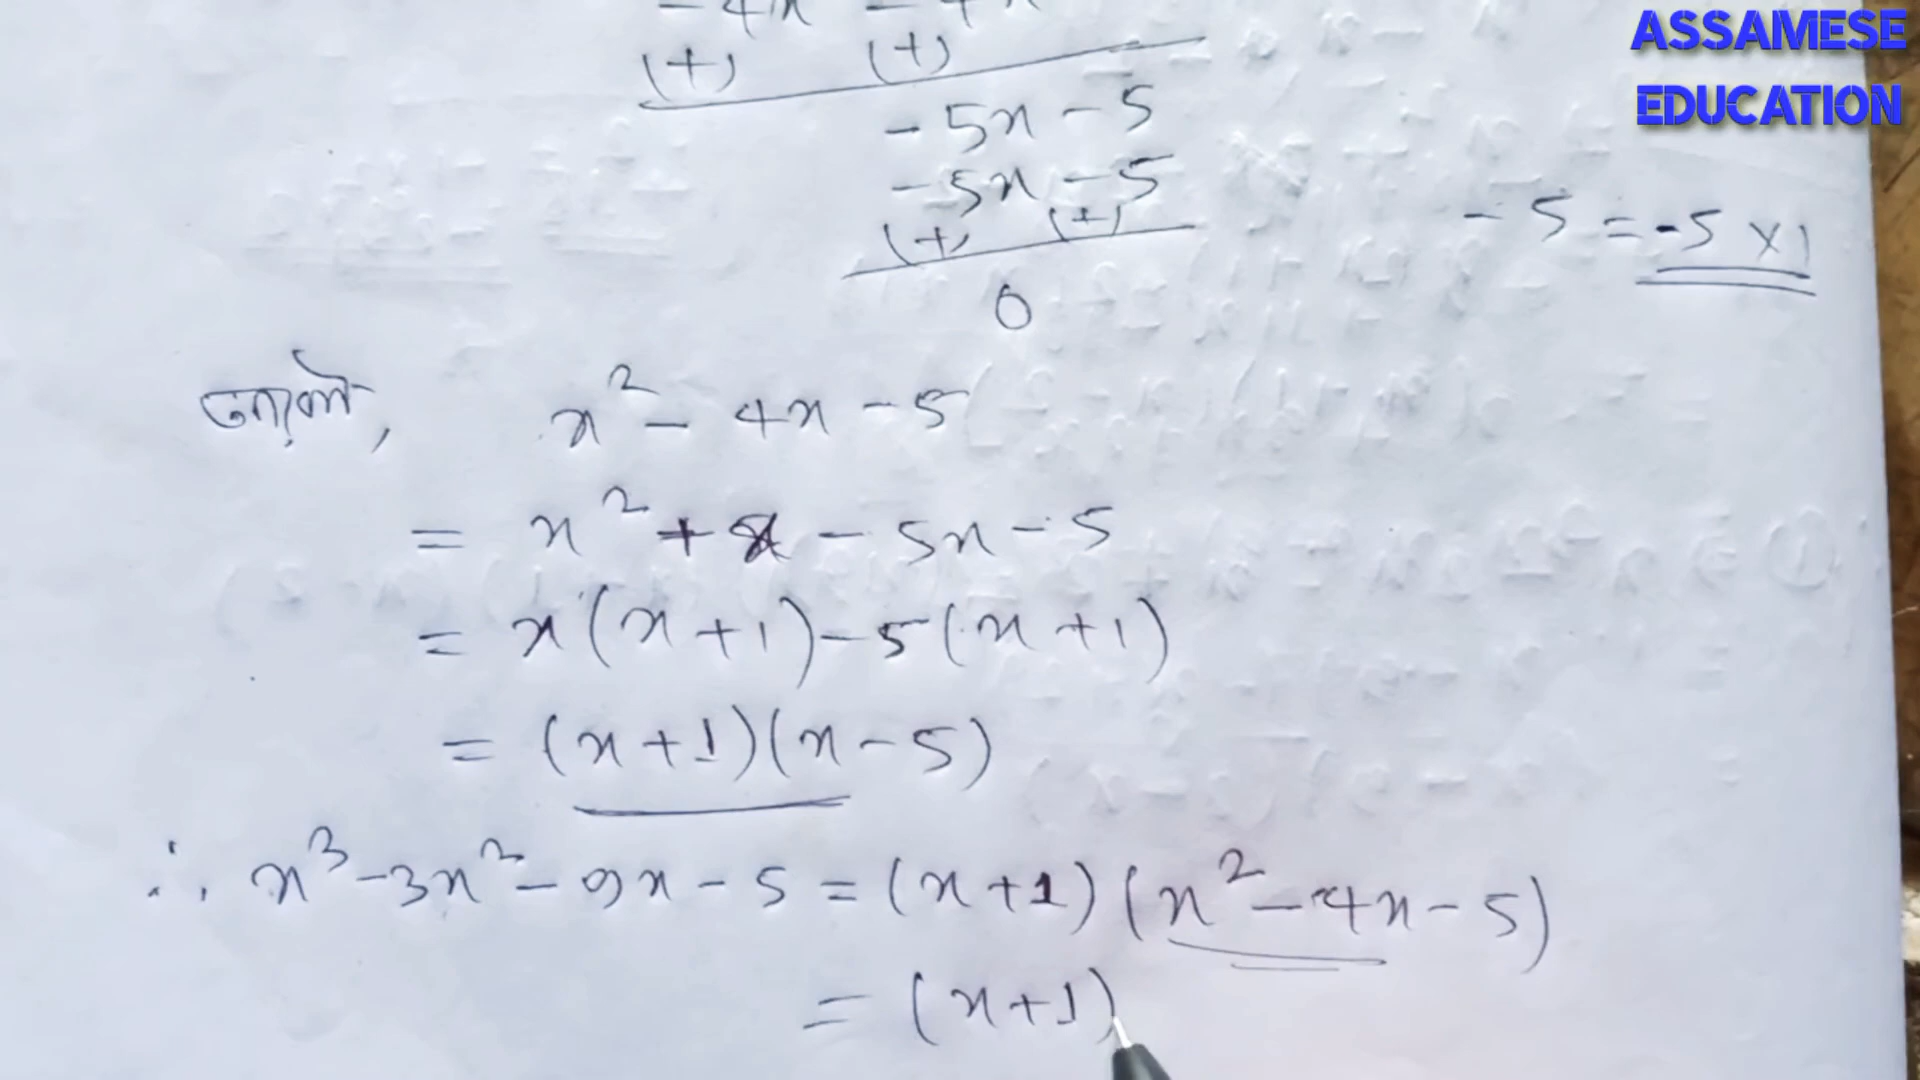 ASSAMESE
EDUCATION
(+) (+)
-5x - 5
-5x - 5
(+) (+)
0
-5 = -5 × 1
x² - 4x - 5
= x² + x - 5x - 5
= x(x+1) - 5(x+1)
= (x+1)(x-5)
∴ x³ - 3x² - 9x - 5 = (x+1)(x² - 4x - 5)
= (x+1)